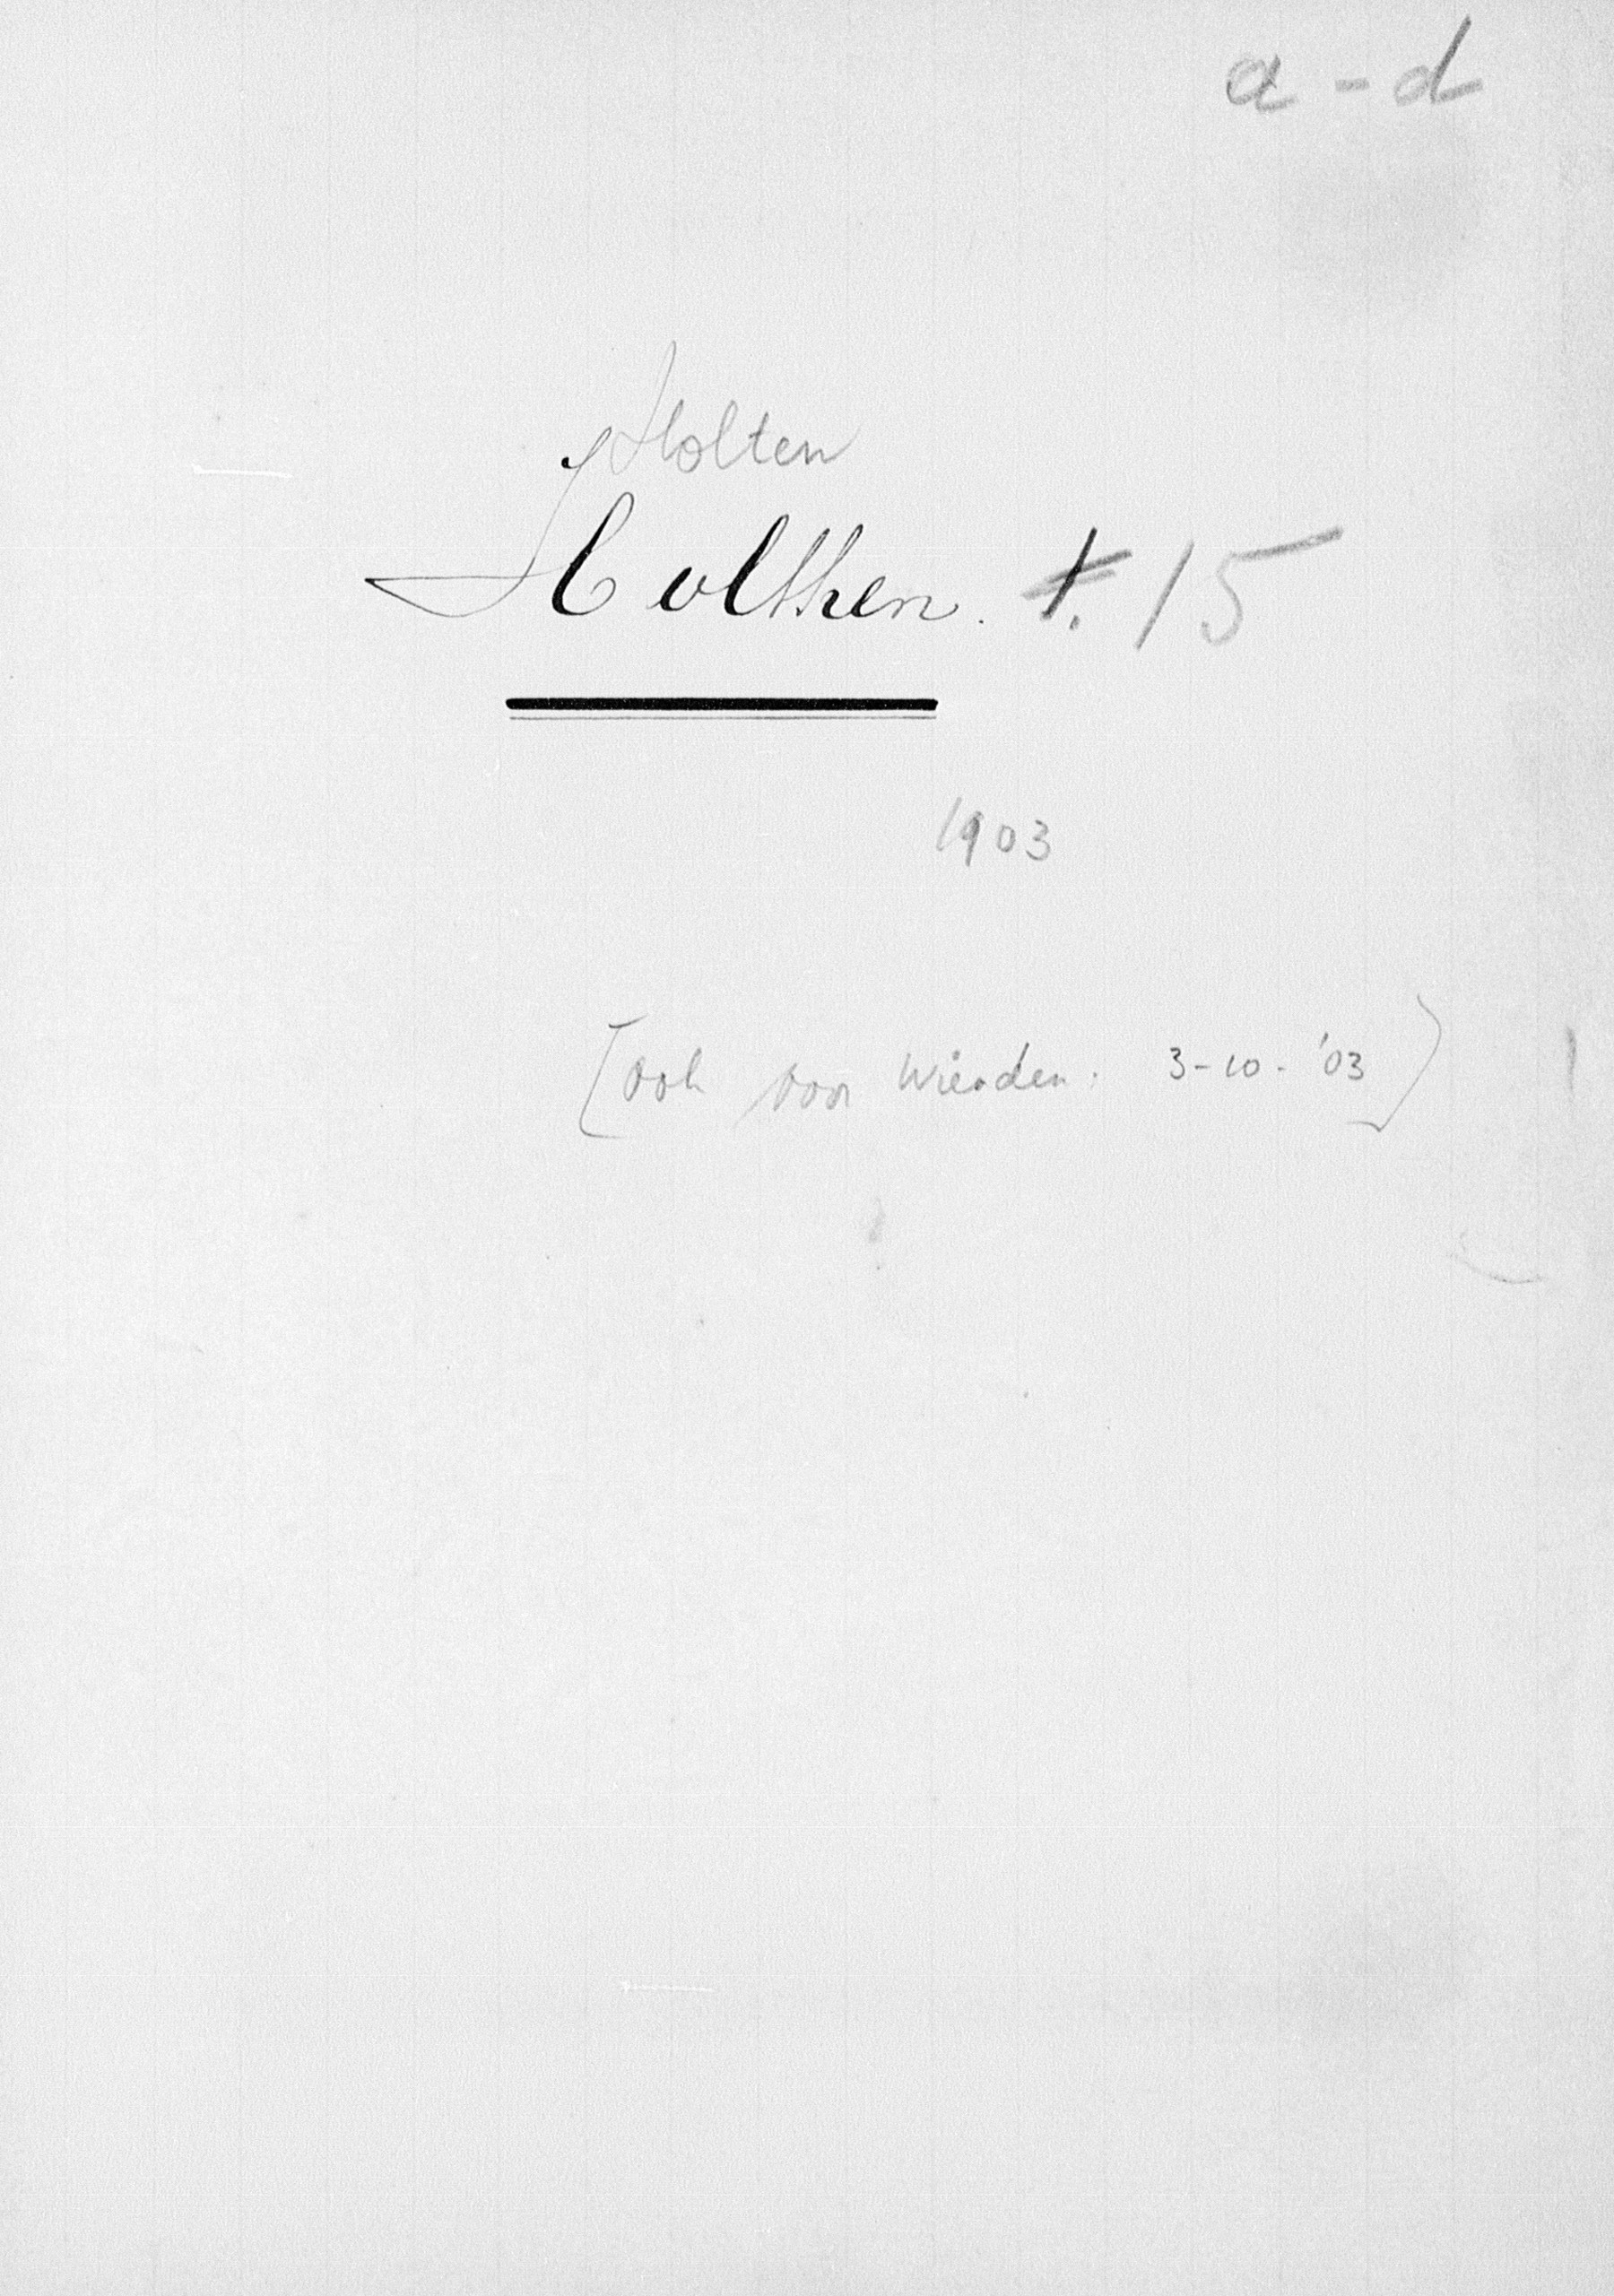 a - d
Holten
Holthen. 15
1903
[ook voor Wierden. 3-10-'03]